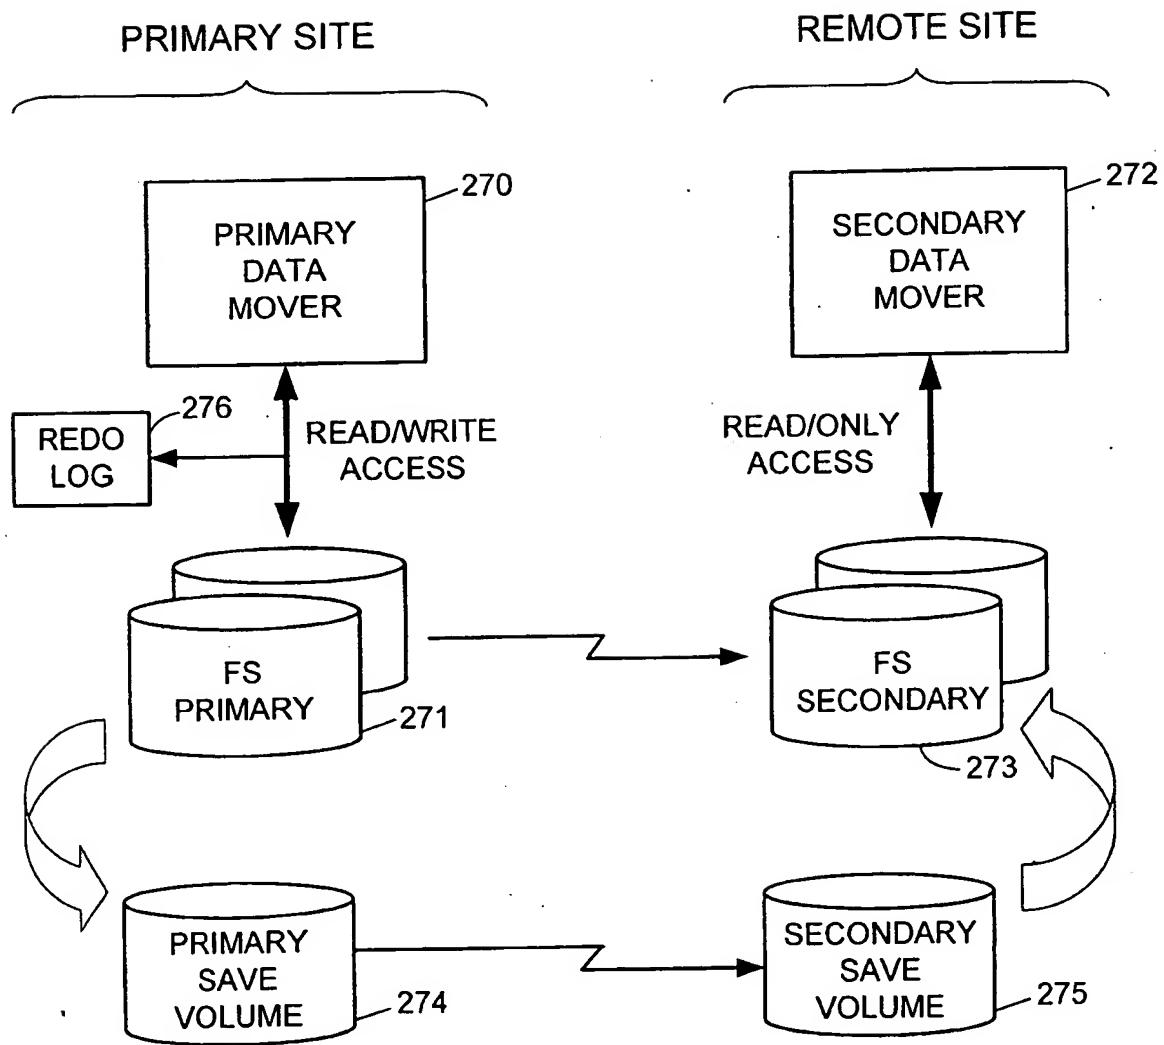 PRIMARY SITE
REMOTE SITE
270
PRIMARY
DATA
MOVER
272
SECONDARY
DATA
MOVER
276
REDO
LOG
READ/WRITE
ACCESS
READ/ONLY
ACCESS
FS
PRIMARY
271
FS
SECONDARY
273
PRIMARY
SAVE
VOLUME
274
SECONDARY
SAVE
VOLUME
275